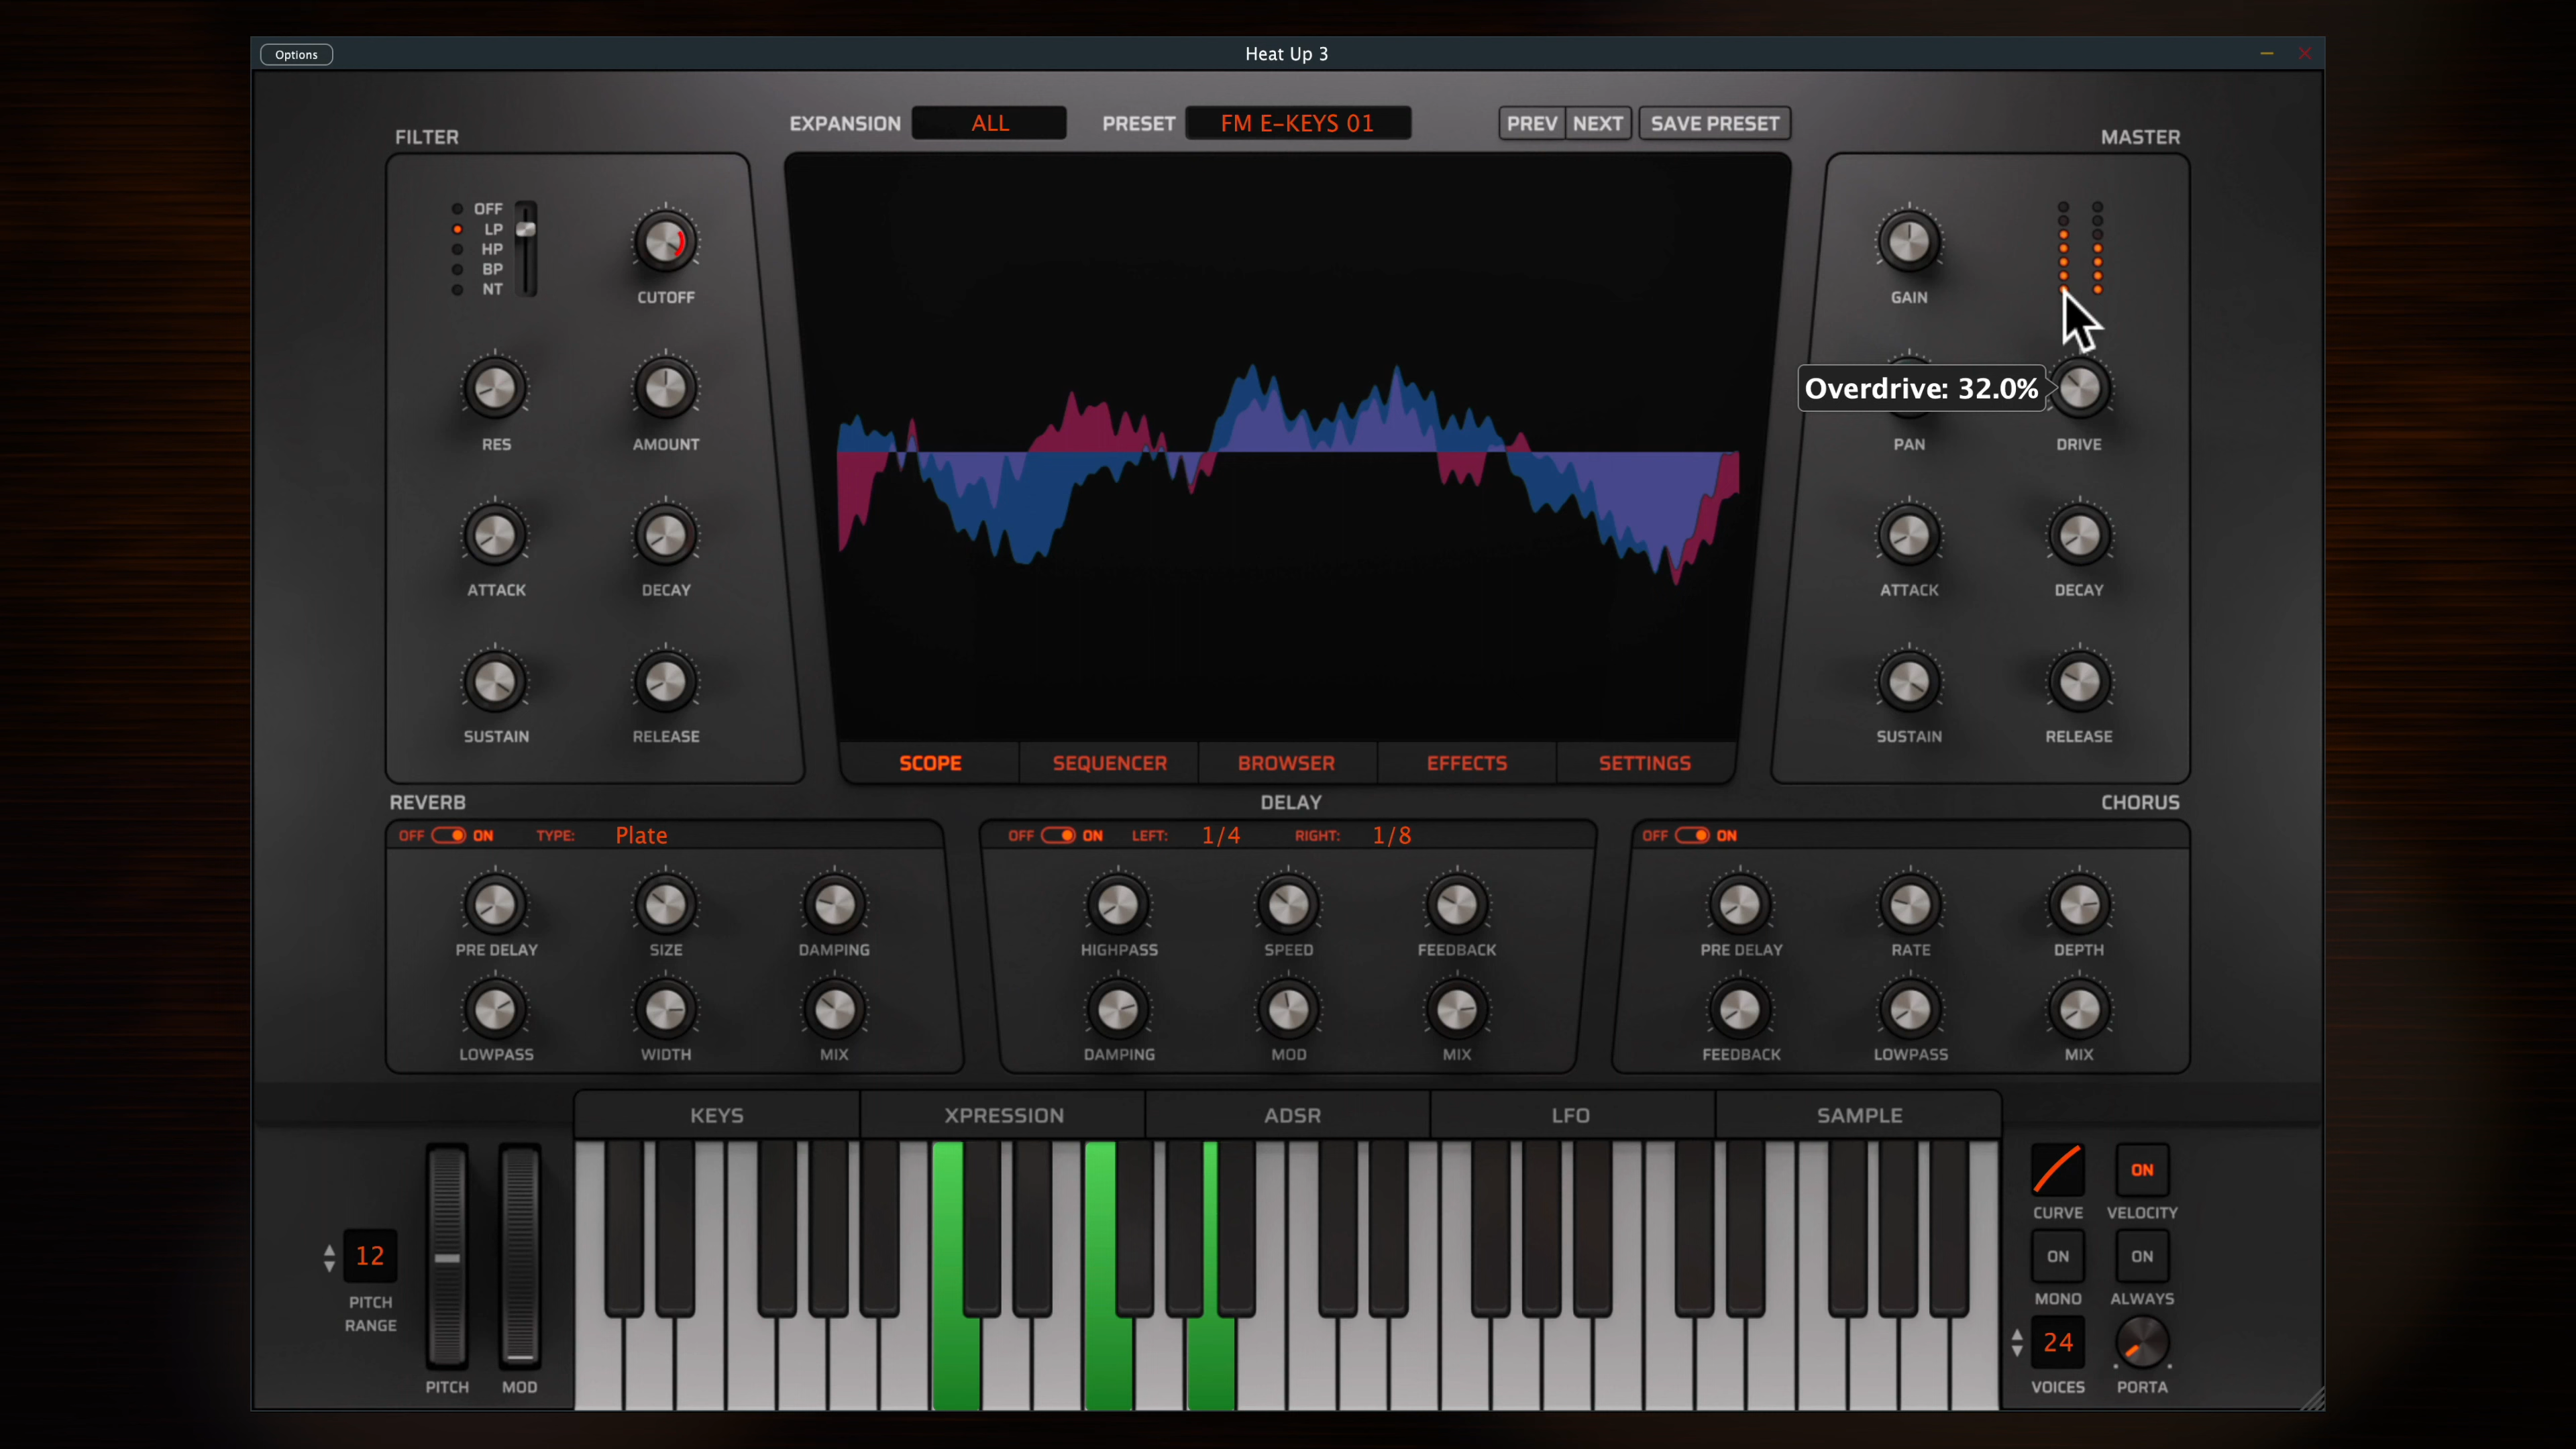 Options
Heat Up 3
EXPANSION ALL PRESET FM E-KEYS 01 PREV NEXT SAVE PRESET
FILTER
MASTER
OFF
LP
HP
BP
NT
CUTOFF
GAIN
Overdrive: 32.0%
RES AMOUNT
PAN DRIVE
ATTACK DECAY
ATTACK DECAY
SUSTAIN RELEASE
SUSTAIN RELEASE
SCOPE SEQUENCER BROWSER EFFECTS SETTINGS
REVERB
OFF ON TYPE: Plate
PRE DELAY SIZE DAMPING
LOWPASS WIDTH MIX
DELAY
OFF ON LEFT: 1/4 RIGHT: 1/8
HIGHPASS SPEED FEEDBACK
DAMPING MOD MIX
CHORUS
OFF ON
PRE DELAY RATE DEPTH
FEEDBACK LOWPASS MIX
KEYS XPRESSION ADSR LFO SAMPLE
12
PITCH
RANGE
PITCH MOD
ON
CURVE VELOCITY
ON ON
MONO ALWAYS
24
VOICES PORTA